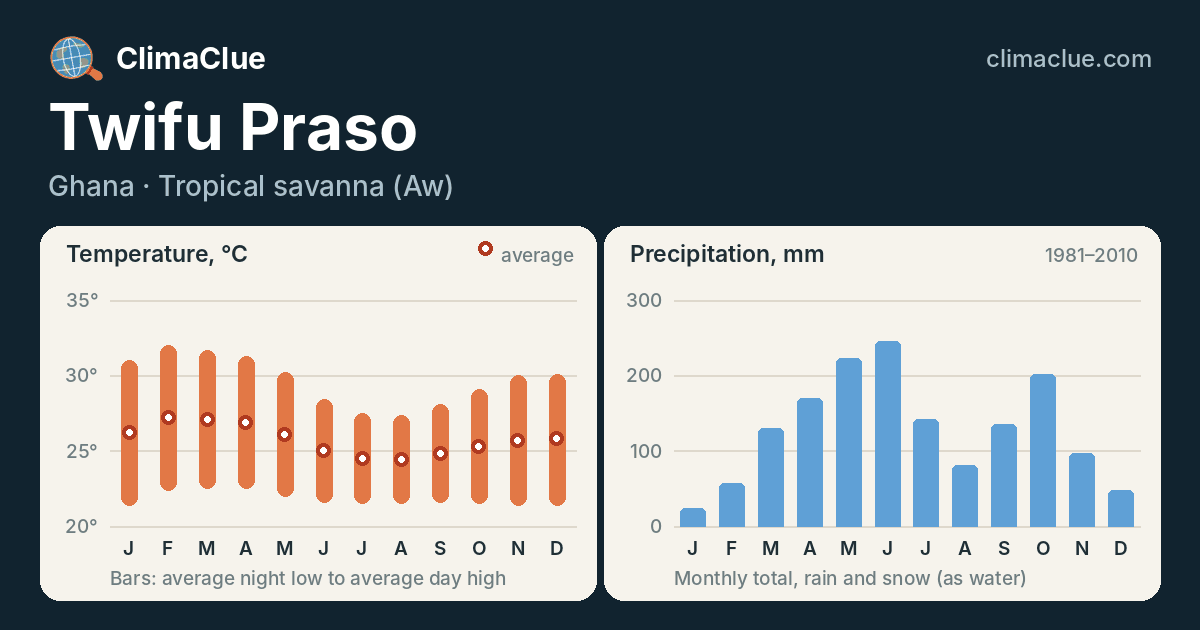 ClimaClue
climaclue.com
Twifu Praso
Ghana · Tropical savanna (Aw)
Temperature, °C
average
35°
30°
25°
20°
J F M A M J J A S O N D
Bars: average night low to average day high
Precipitation, mm
1981–2010
300
200
100
0
J F M A M J J A S O N D
Monthly total, rain and snow (as water)